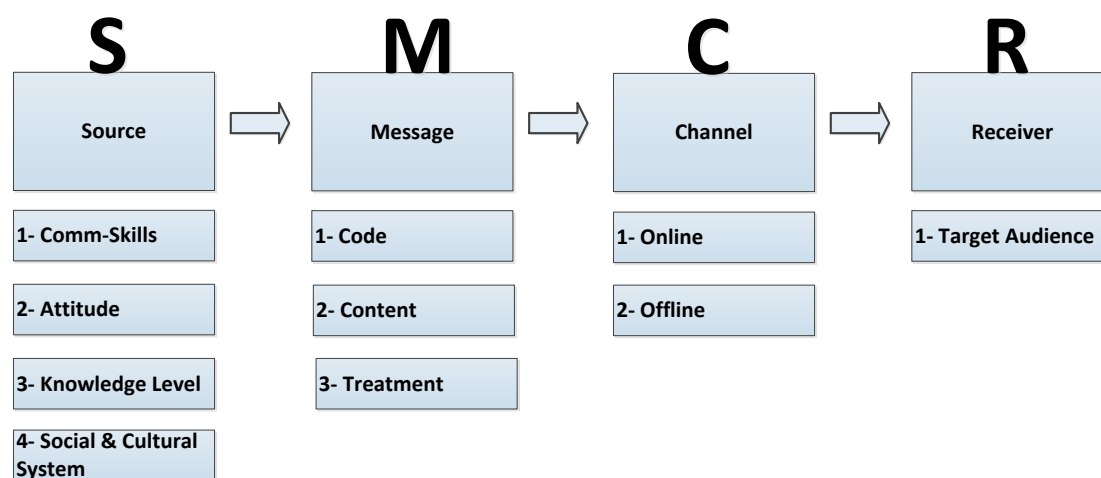 S M C R
Source Message Channel Receiver
1- Comm-Skills 1- Code 1- Online 1- Target Audience
2- Attitude 2- Content 2- Offline
3- Knowledge Level 3- Treatment
4- Social & Cultural
System